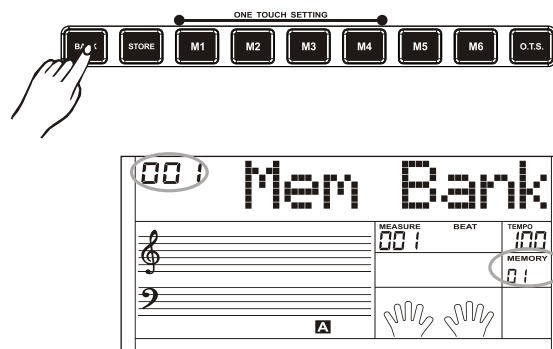 ONE TOUCH SETTING
STORE M1 M2 M3 M4 M5 M6 O.T.S.
001 Mem Bank
MEASURE BEAT TEMPO
001 100
MEMORY
01
A